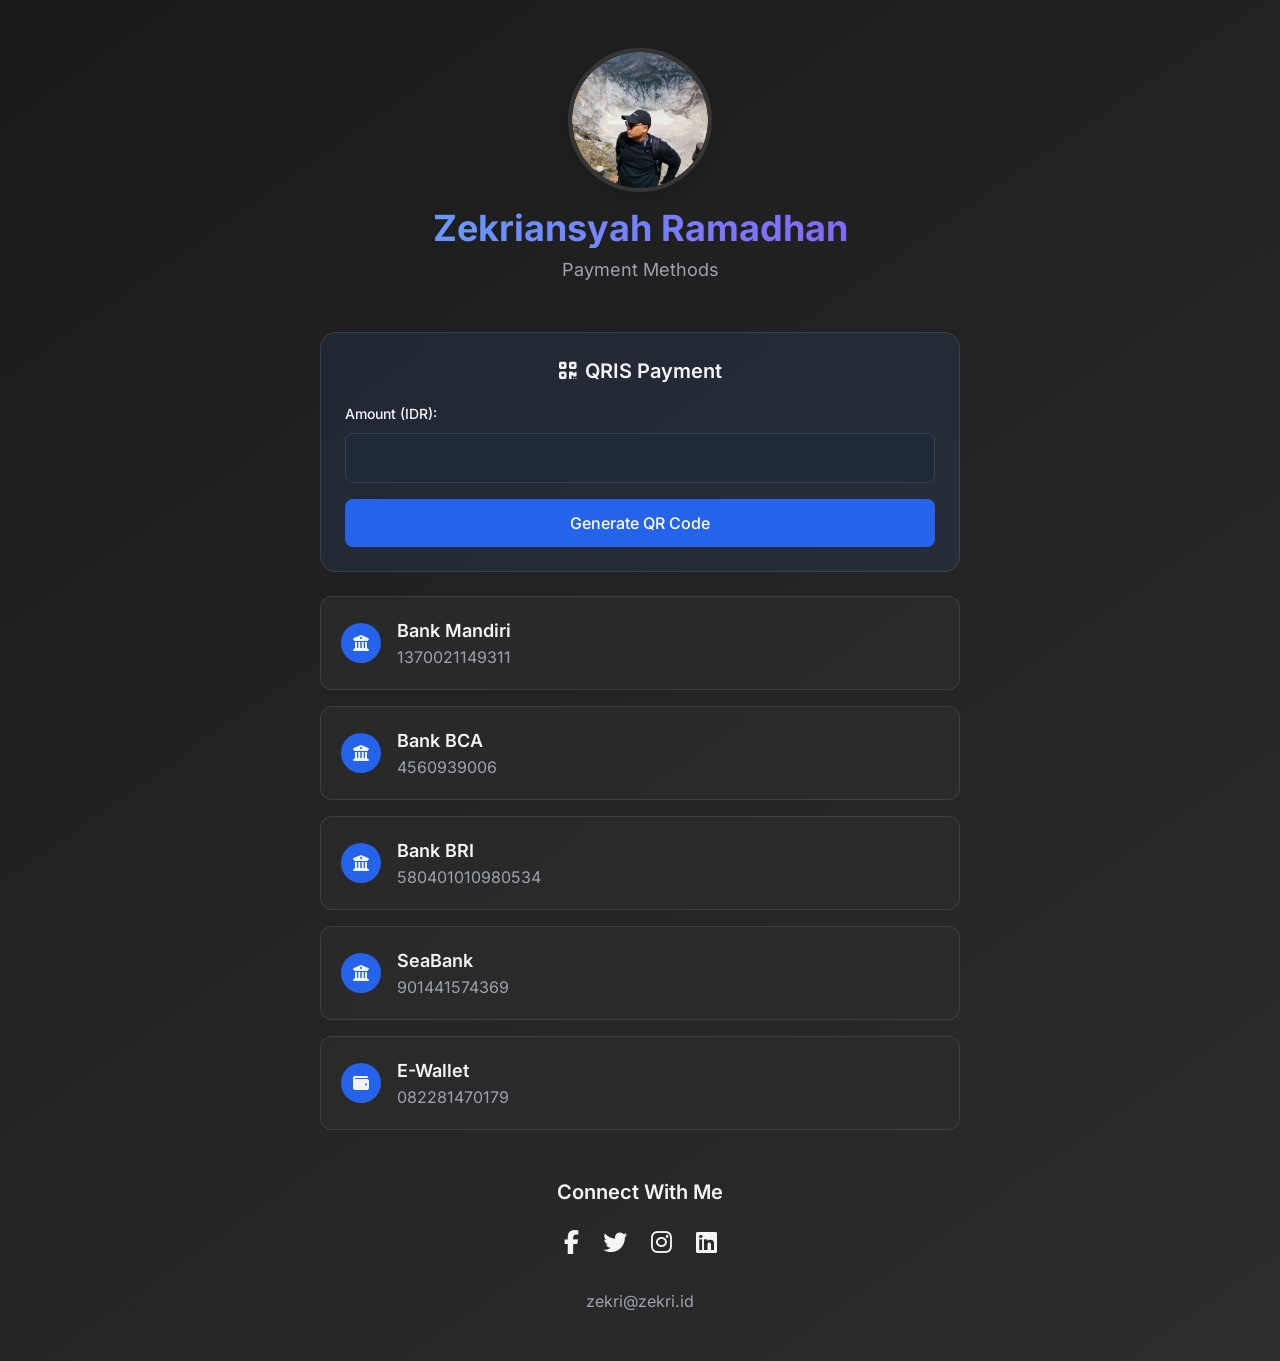 Zekriansyah Ramadhan
Payment Methods
QRIS Payment
Amount (IDR):
Generate QR Code
Bank Mandiri
1370021149311
Bank BCA
4560939006
Bank BRI
580401010980534
SeaBank
901441574369
E-Wallet
082281470179
Connect With Me
zekri@zekri.id